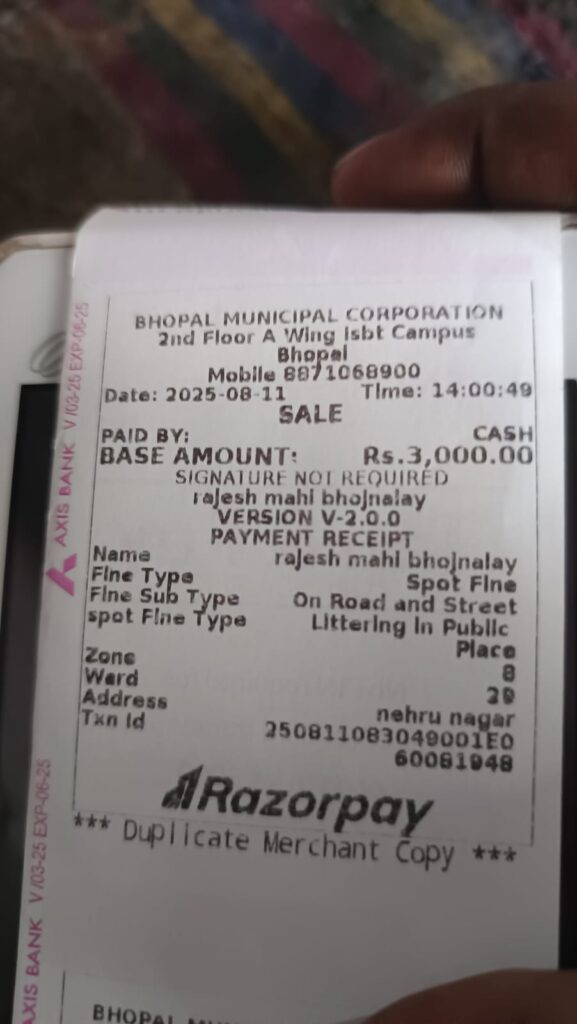 BHOPAL MUNICIPAL CORPORATION
2nd Floor A Wing Isbt Campus
Bhopal
Mobile 8871068900
Date: 2025-08-11 Time: 14:00:49
SALE
PAID BY: CASH
BASE AMOUNT: Rs.3,000.00
SIGNATURE NOT REQUIRED
rajesh mahi bhojnalay
VERSION V-2.0.0
PAYMENT RECEIPT
Name rajesh mahi bhojnalay
Fine Type Spot Fine
Fine Sub Type On Road and Street
spot Fine Type Littering in Public
Place
Zone 8
Ward 29
Address nehru nagar
Txn Id 250811083049001E0
60081948
Razorpay
*** Duplicate Merchant Copy ***
BHOPAL
AXIS BANK V/03-25 EXP-06-25
AXIS BANK V/03-25 EXP-06-25